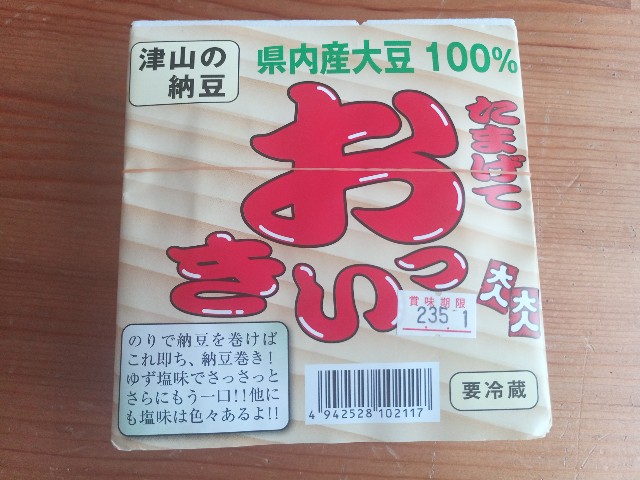 津山の
納豆
県内産大豆 100%
たまげて
おっきい
大入 大入
賞味期限
235 1
のりで納豆を巻けば
これ即ち、納豆巻き!
ゆず塩味でさっさっと
さらにもう一口!!他に
も塩味は色々あるよ!!
4 942528 102117
要冷蔵